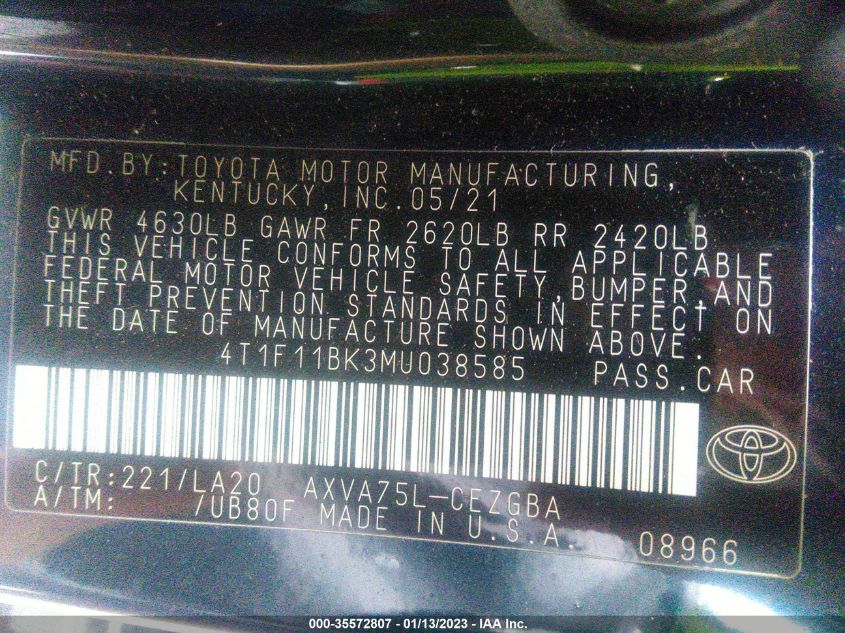 MFD.BY:TOYOTA MOTOR MANUFACTURING,
KENTUCKY,INC.05/21
GVWR 4630LB GAWR FR 2620LB RR 2420LB
THIS VEHICLE CONFORMS TO ALL APPLICABLE
FEDERAL MOTOR VEHICLE SAFETY,BUMPER,AND
THEFT PREVENTION STANDARDS IN EFFECT ON
THE DATE OF MANUFACTURE SHOWN ABOVE.
4T1F11BK3MU038585 PASS.CAR
C/TR:221/LA20 AXVA75L-CEZGBA
A/TM: /UB80F MADE IN U.S.A. 08966
000-35572807 - 01/13/2023 - IAA Inc.